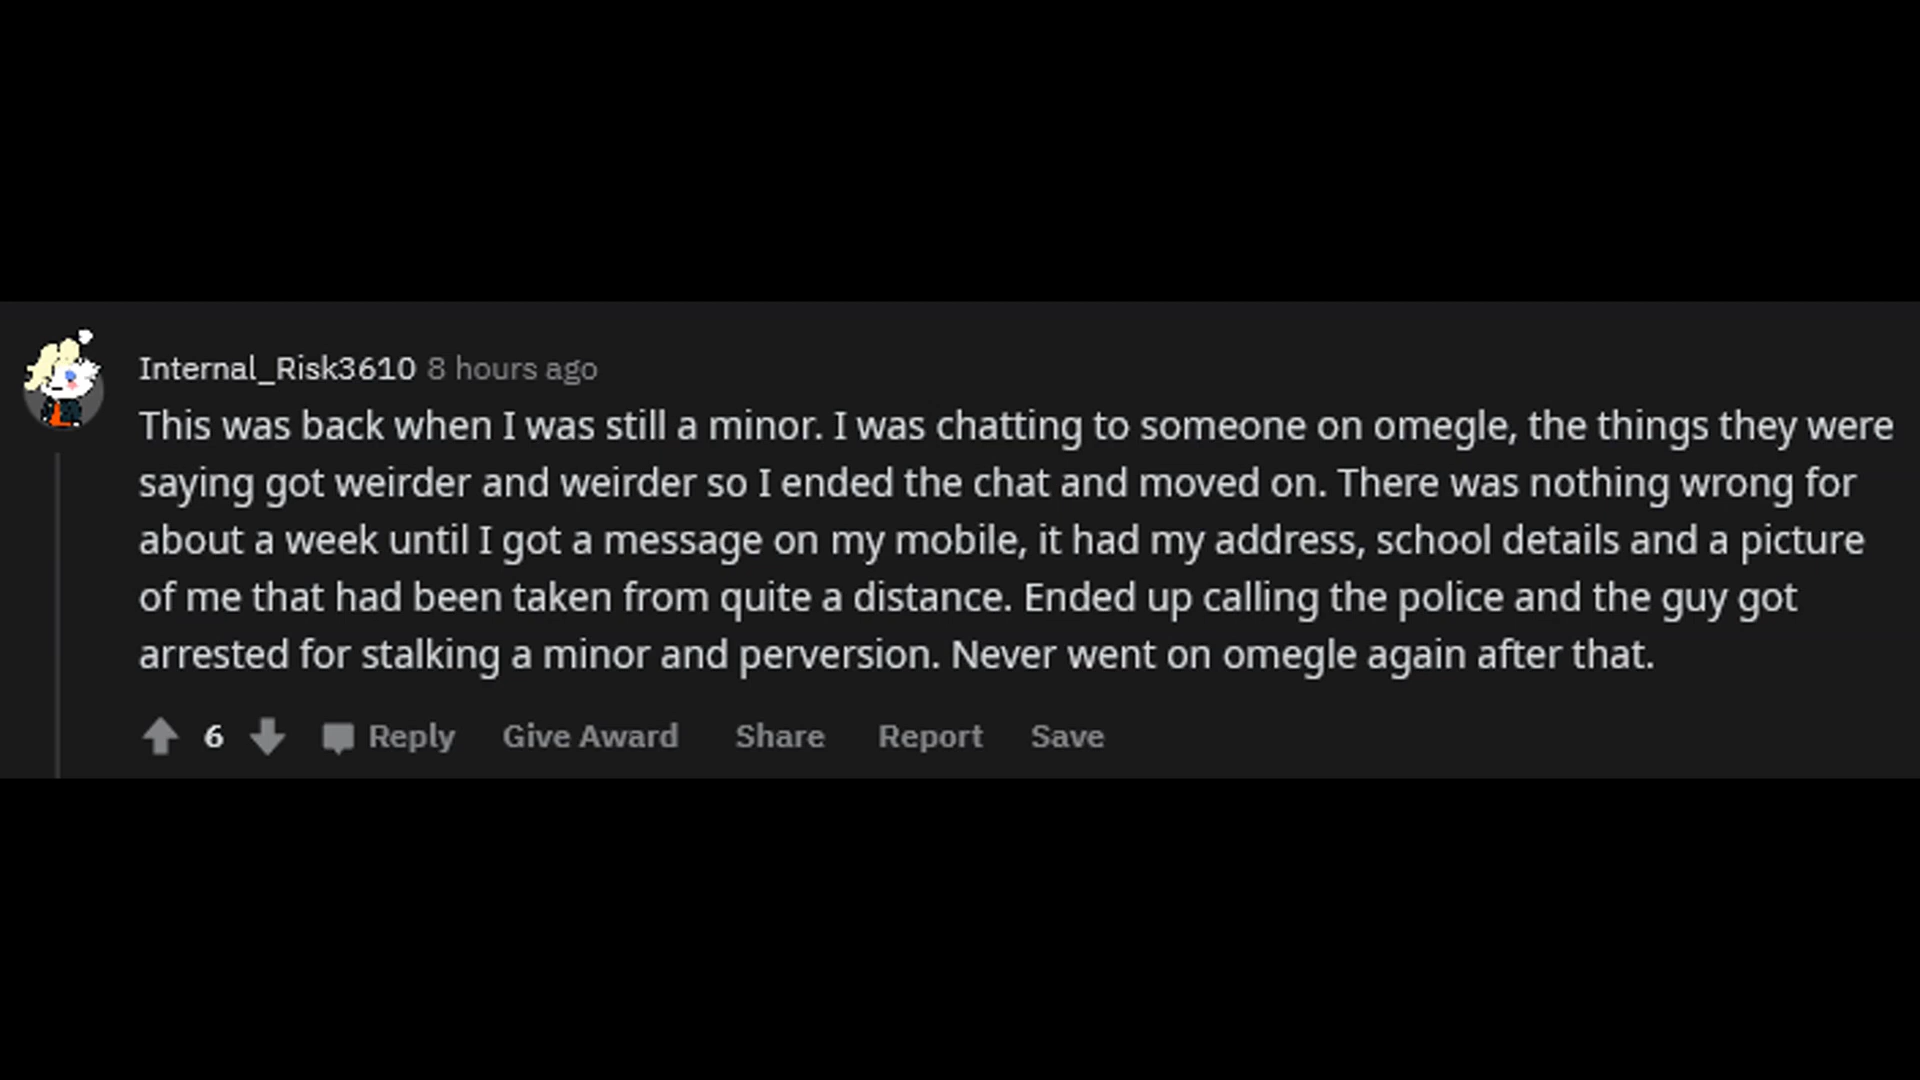 Internal_Risk3610 8 hours ago
This was back when I was still a minor. I was chatting to someone on omegle, the things they were
saying got weirder and weirder so I ended the chat and moved on. There was nothing wrong for
about a week until I got a message on my mobile, it had my address, school details and a picture
of me that had been taken from quite a distance. Ended up calling the police and the guy got
arrested for stalking a minor and perversion. Never went on omegle again after that.
6 Reply Give Award Share Report Save